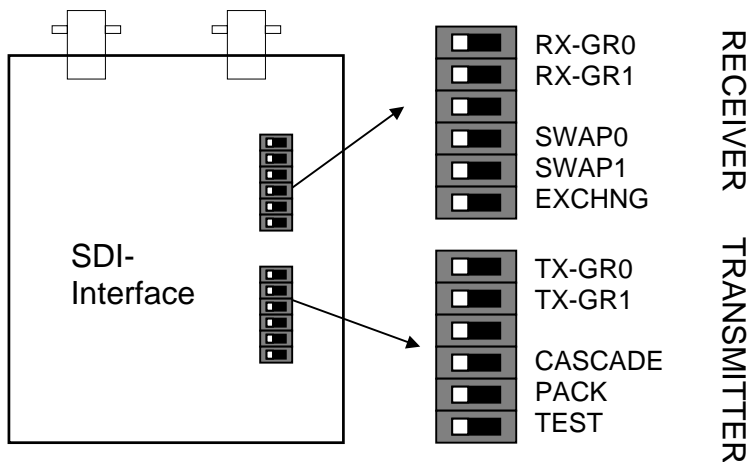 SDI-
Interface
RX-GR0
RX-GR1
SWAP0
SWAP1
EXCHNG
RECEIVER
TX-GR0
TX-GR1
CASCADE
PACK
TEST
TRANSMITTER